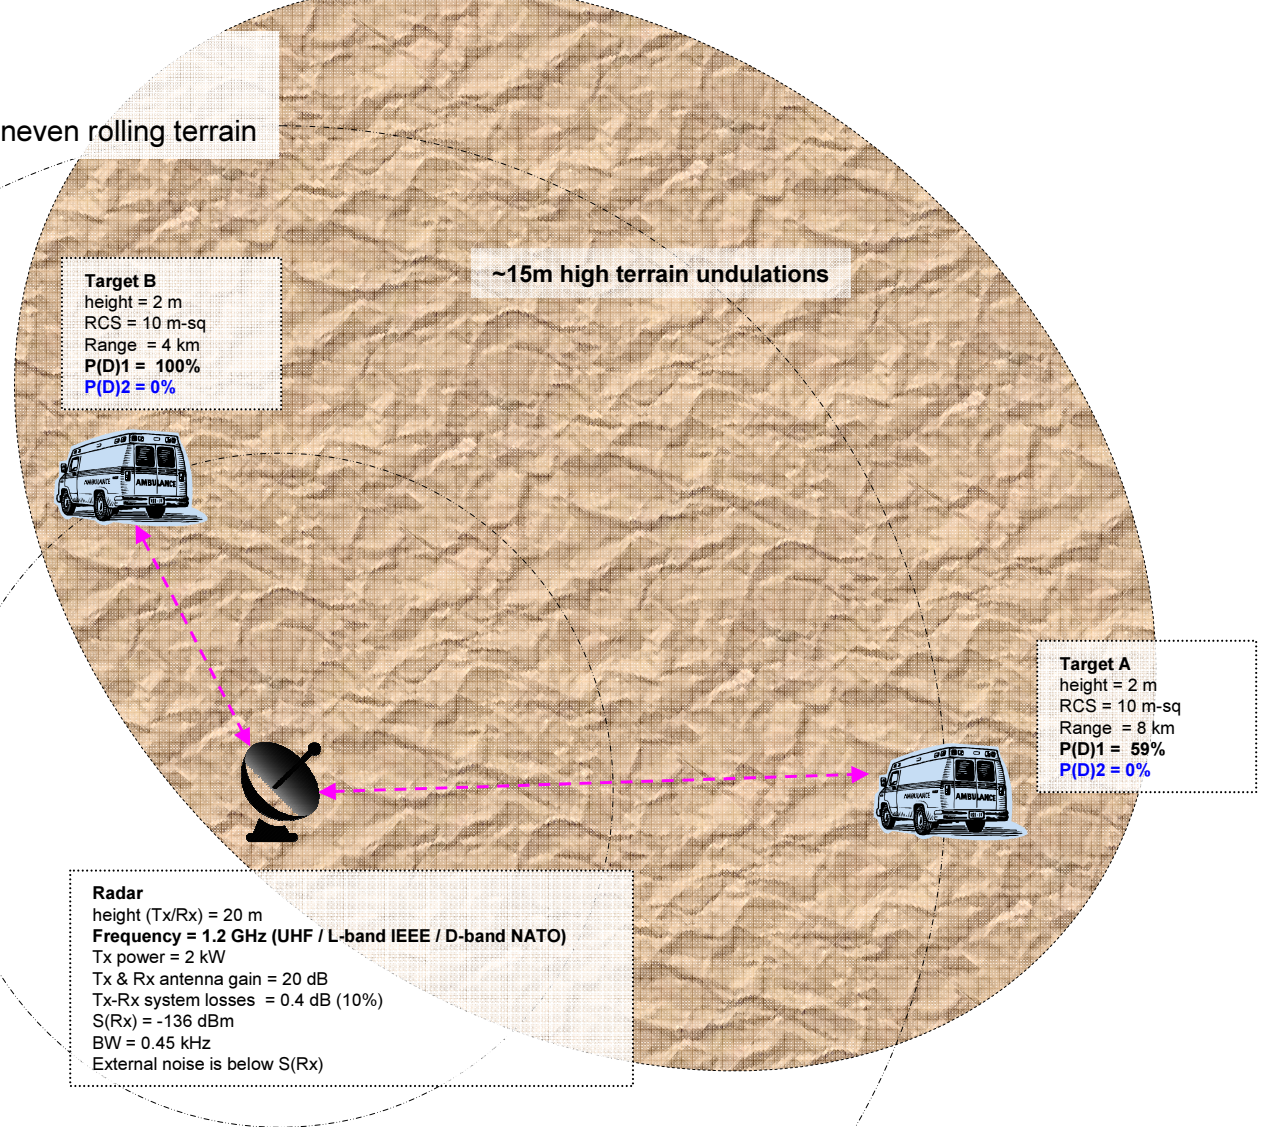 neven rolling terrain
~15m high terrain undulations
Target B
height = 2 m
RCS = 10 m-sq
Range = 4 km
P(D)1 = 100%
P(D)2 = 0%
AMBULANCE
AMBULANCE
Target A
height = 2 m
RCS = 10 m-sq
Range = 8 km
P(D)1 = 59%
P(D)2 = 0%
AMBULANCE
AMBULANCE
Radar
height (Tx/Rx) = 20 m
Frequency = 1.2 GHz (UHF / L-band IEEE / D-band NATO)
Tx power = 2 kW
Tx & Rx antenna gain = 20 dB
Tx-Rx system losses = 0.4 dB (10%)
S(Rx) = -136 dBm
BW = 0.45 kHz
External noise is below S(Rx)